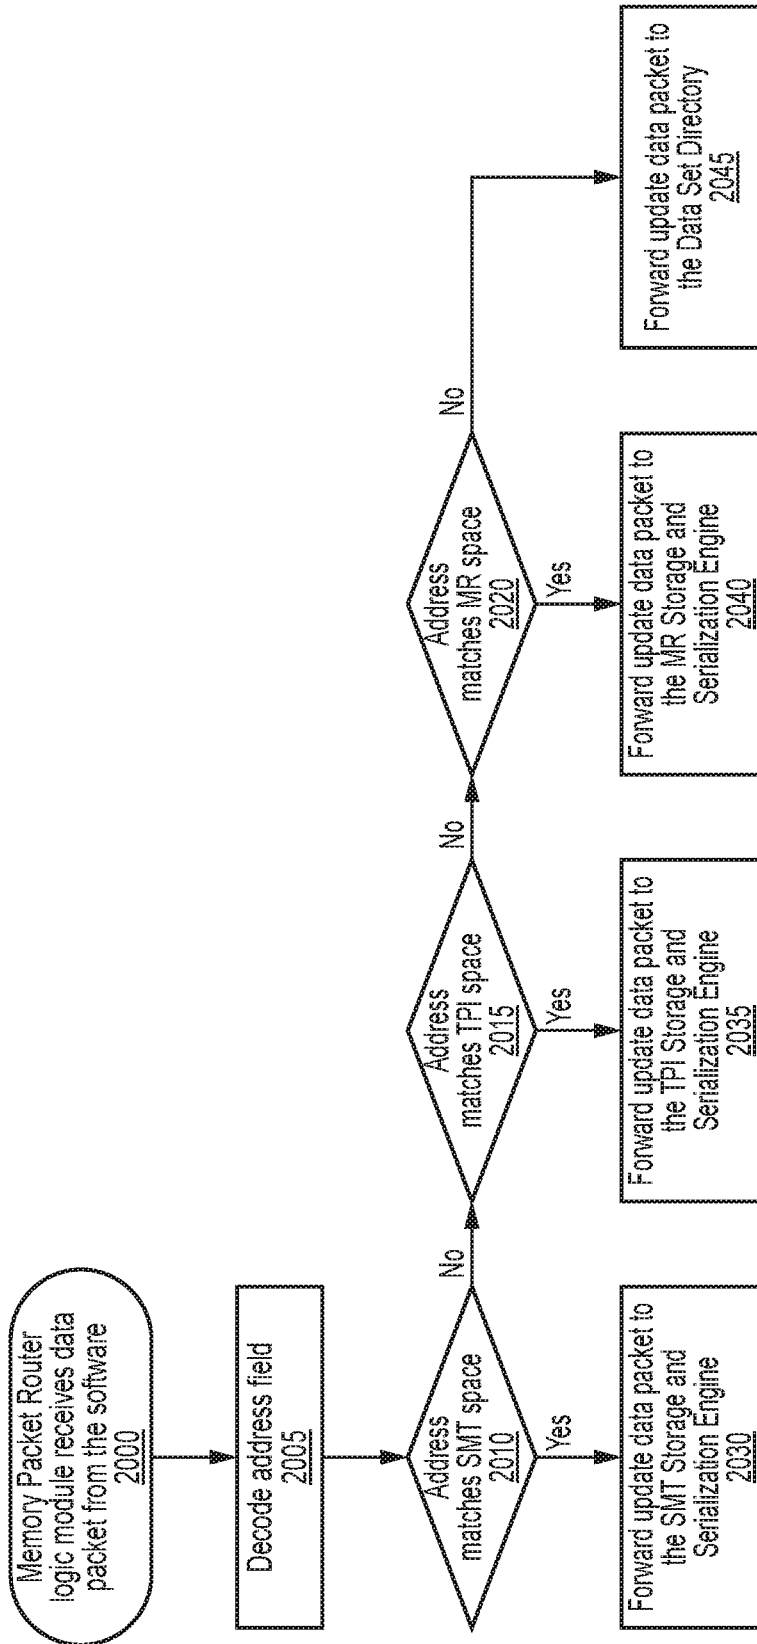 Memory Packet Router
logic module receives data
packet from the software
2000
Decode address field
2005
Address
matches SMT space
2010
No
Yes
Forward update data packet to
the SMT Storage and
Serialization Engine
2030
Address
matches TPI space
2015
No
Yes
Forward update data packet to
the TPI Storage and
Serialization Engine
2035
Address
matches MR space
2020
No
Yes
Forward update data packet to
the MR Storage and
Serialization Engine
2040
Forward update data packet to
the Data Set Directory
2045